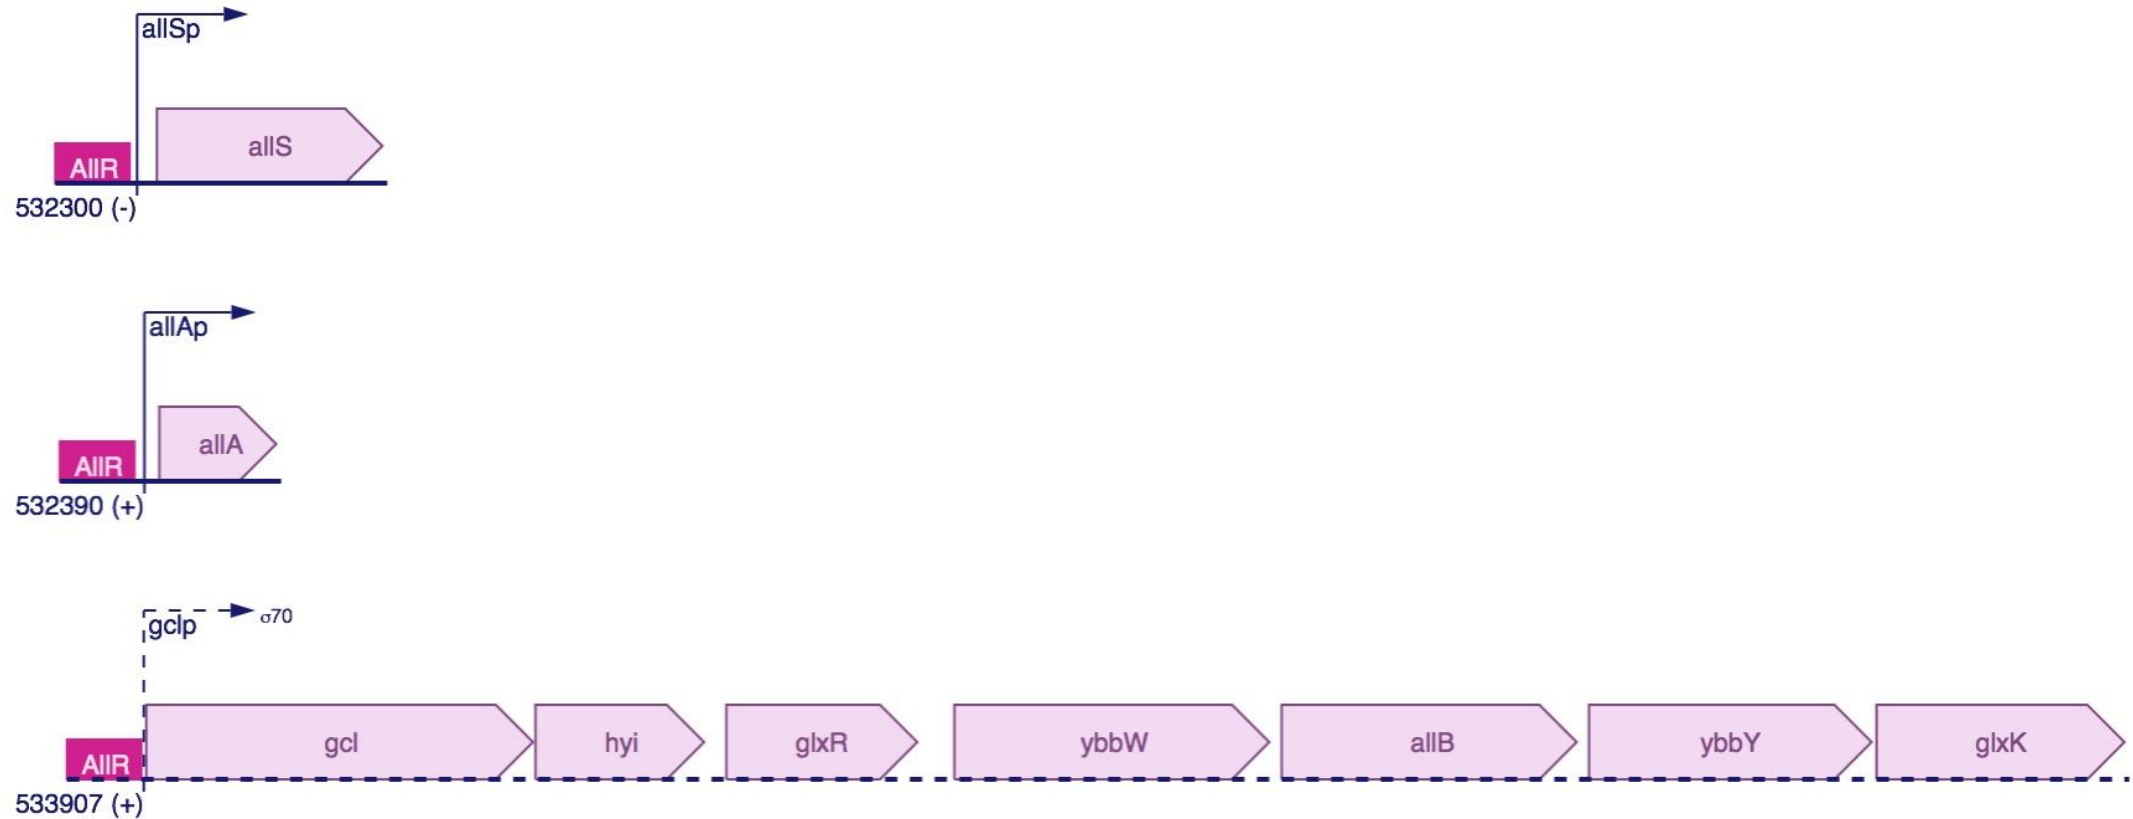 allSp
allS
AllR
532300 (-)
allAp
allA
AllR
532390 (+)
gclp σ70
gcl hyi glxR ybbW allB ybbY glxK
AllR
533907 (+)